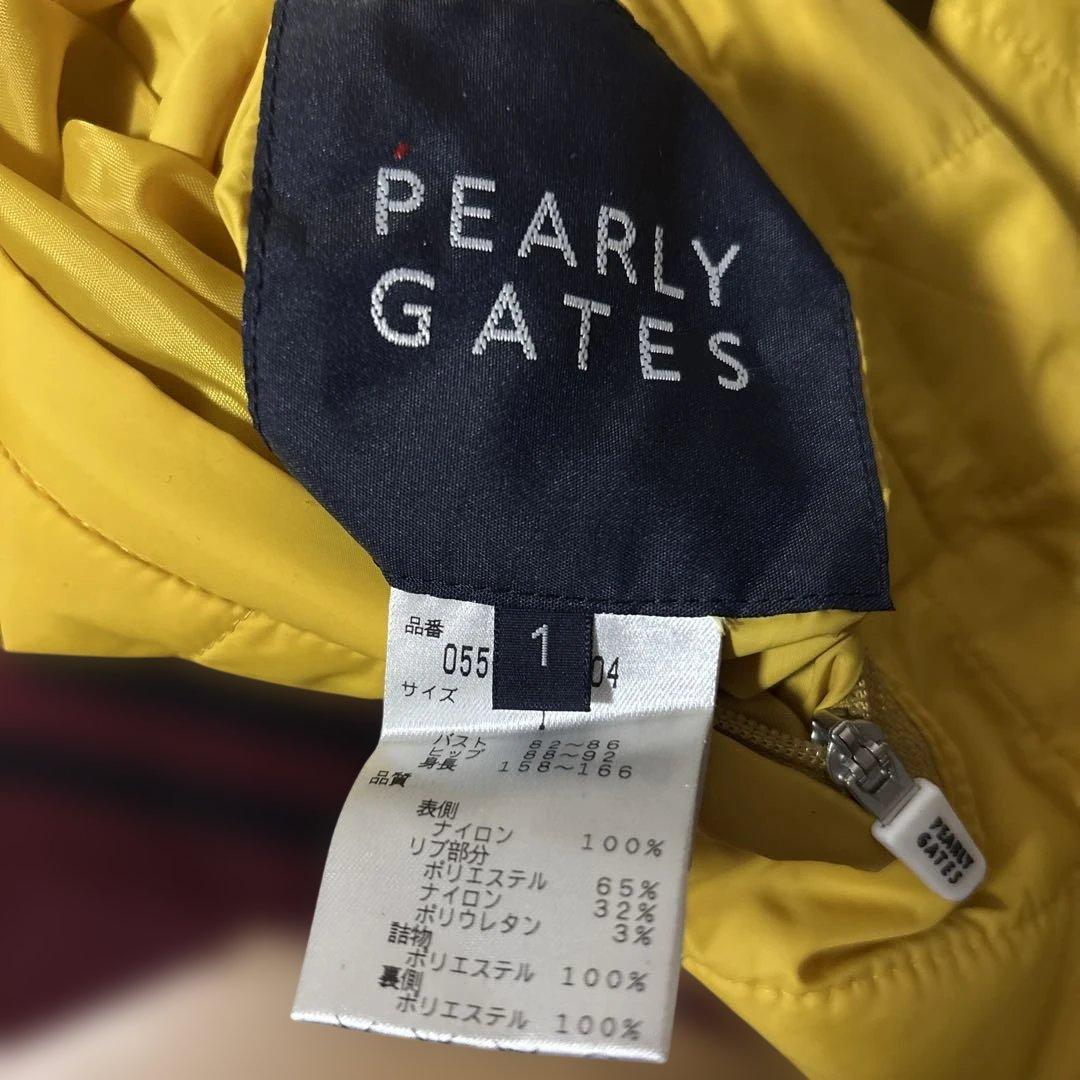 PEARLY
GATES
品番
055
1
04
サイズ
バスト 82～86
ヒップ 88～92
身長 158～166
品質
表側
ナイロン 100%
リブ部分
ポリエステル 65%
ナイロン 32%
ポリウレタン 3%
詰物
ポリエステル 100%
裏側
ポリエステル 100%
PEARLY
GATES